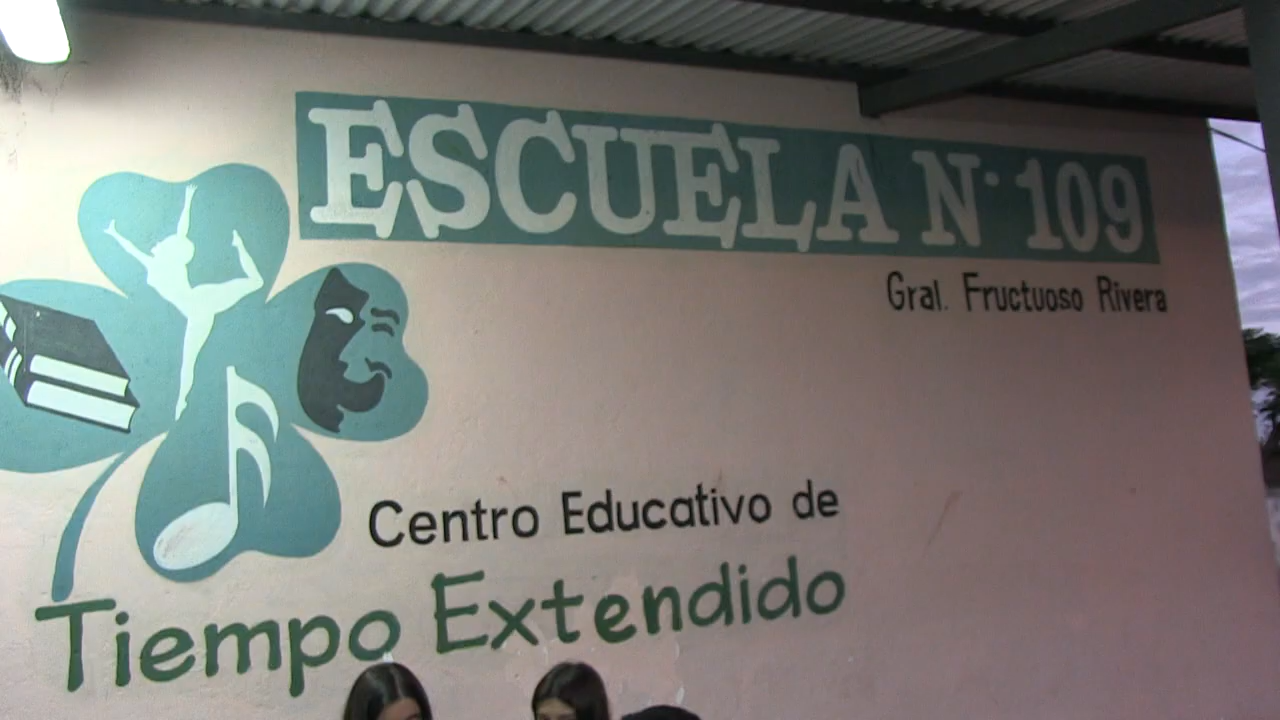 ESCUELA N· 109
Gral. Fructuoso Rivera
Centro Educativo de
Tiempo Extendido